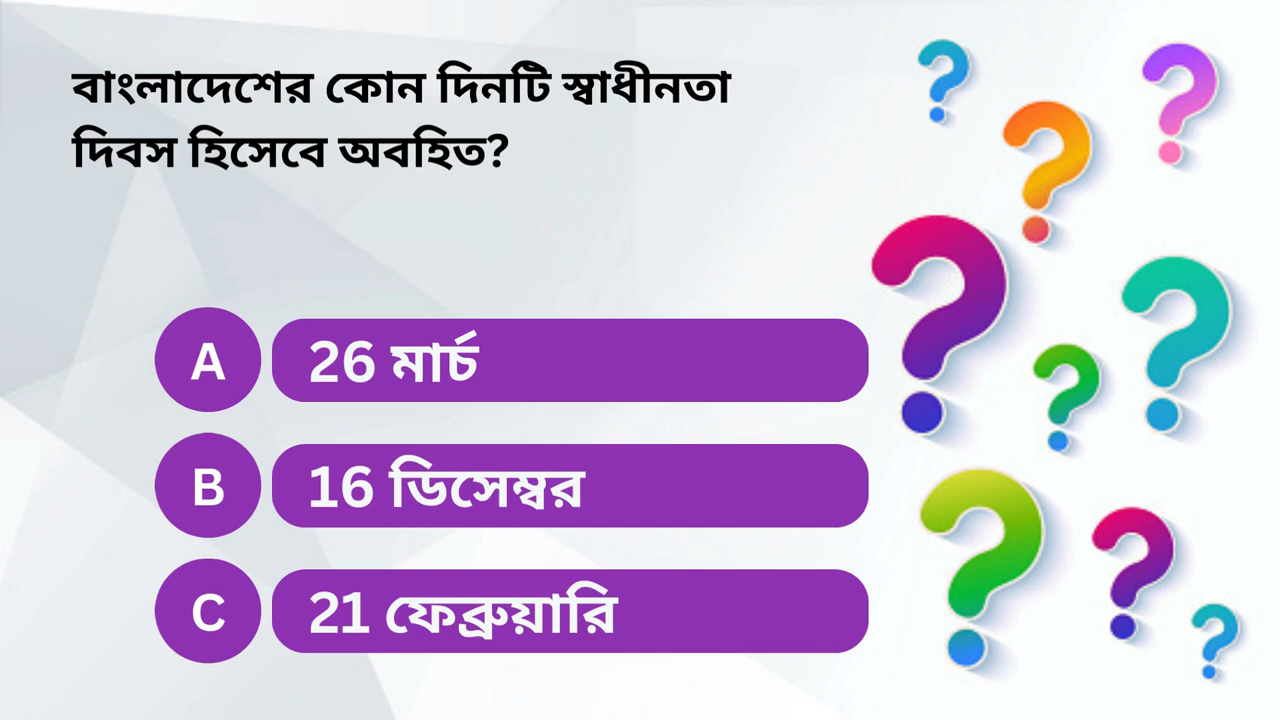 বাংলাদেশের কোন দিনটি স্বাধীনতা
দিবস হিসেবে অবহিত?
A 26 মার্চ
B 16 ডিসেম্বর
C 21 ফেব্রুয়ারি